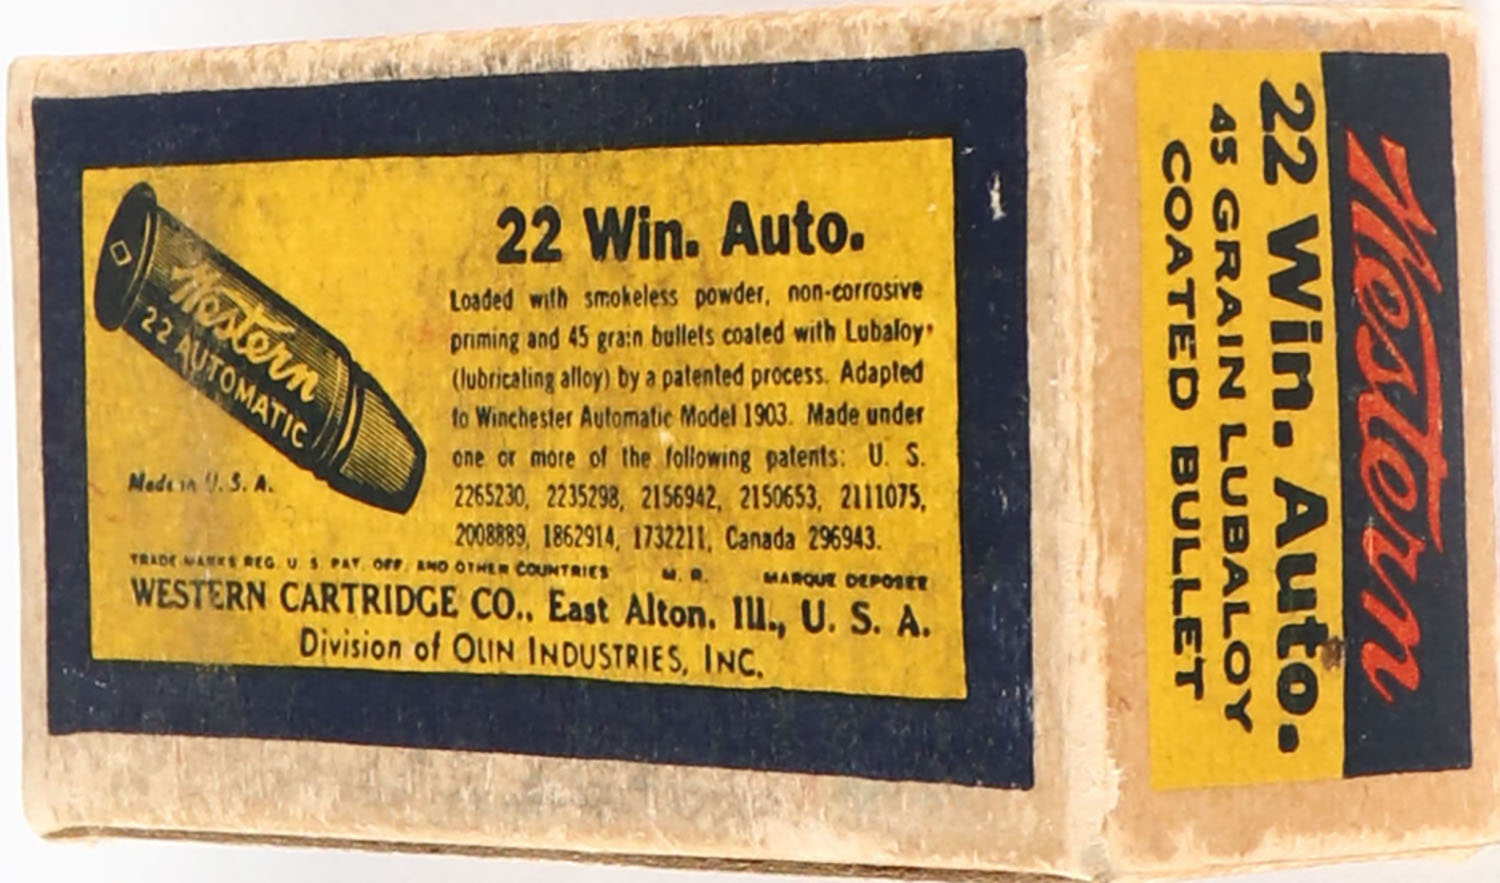 Western
22 AUTOMATIC
Made in U. S. A.
22 Win. Auto.
Loaded with smokeless powder, non-corrosive
priming and 45 grain bullets coated with Lubaloy•
(lubricating alloy) by a patented process. Adapted
to Winchester Automatic Model 1903. Made under
one or more of the following patents: U. S.
2265230, 2235298, 2156942, 2150653, 2111075,
2008889, 1862914, 1732211, Canada 296943.
TRADE MARKS REG. U. S. PAT. OFF. AND OTHER COUNTRIES M. R. MARQUE DEPOSEE
WESTERN CARTRIDGE CO., East Alton, Ill., U. S. A.
Division of OLIN INDUSTRIES, INC.
Western
22 Win. Auto.
45 GRAIN LUBALOY
COATED BULLET